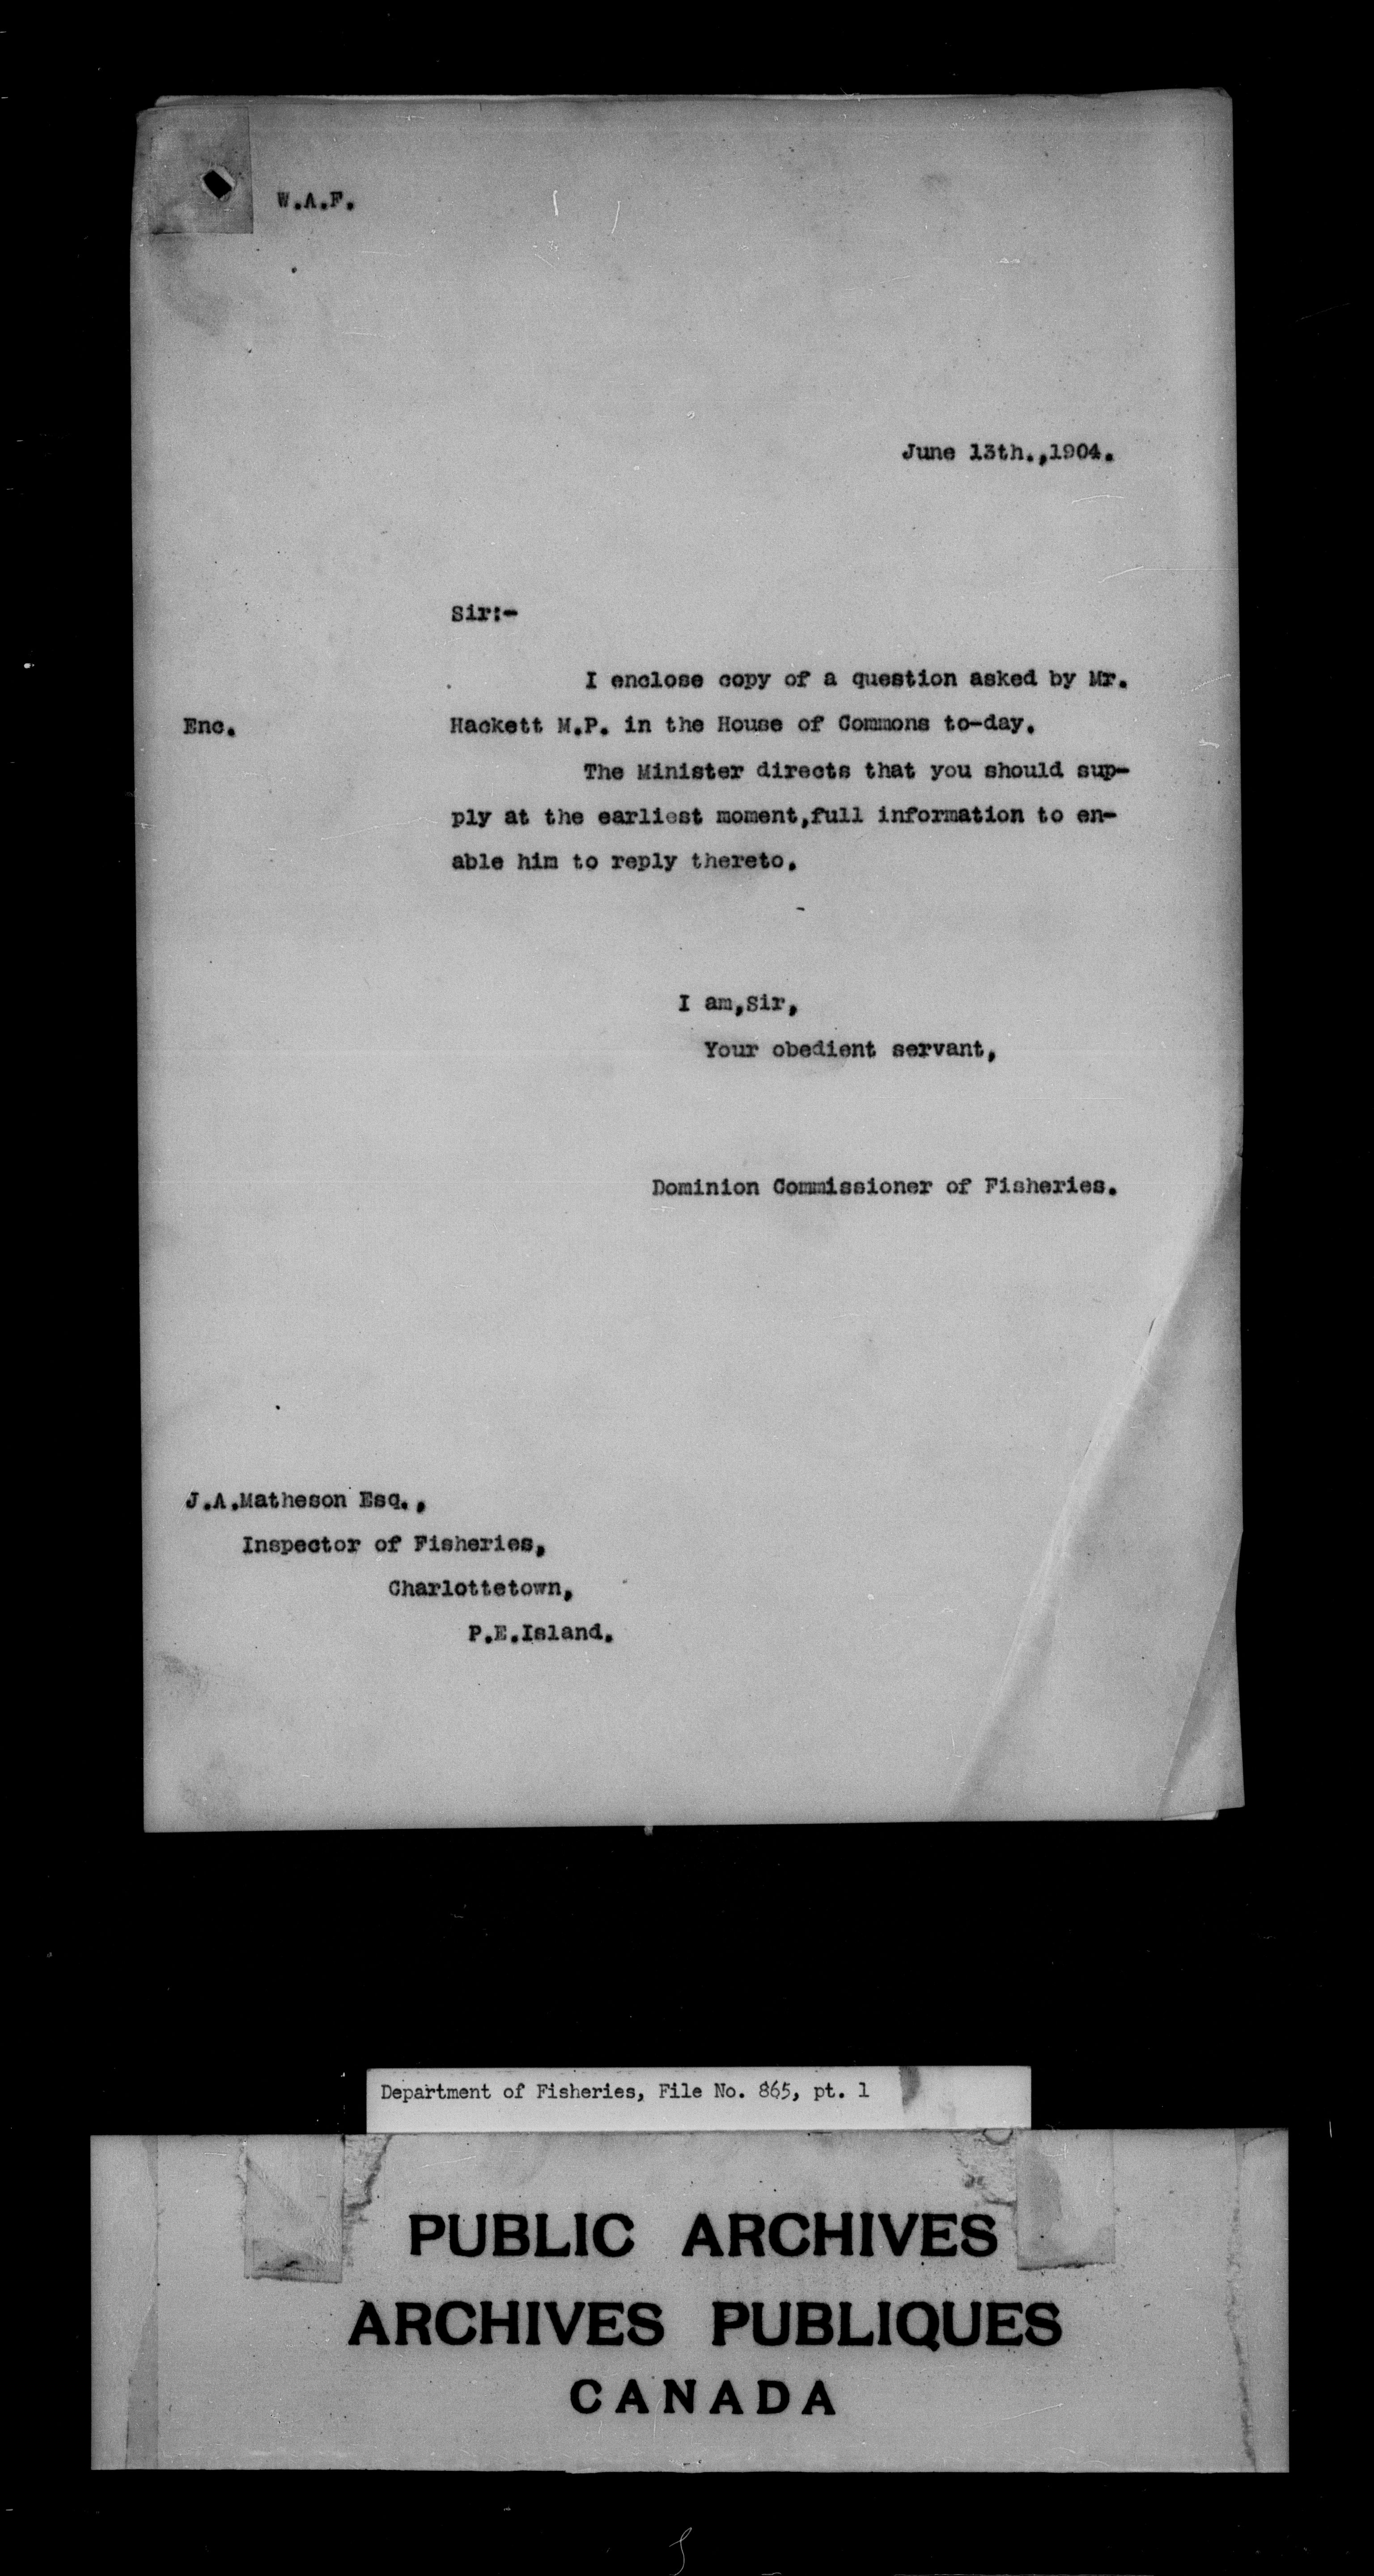 W.A.F.
June 13th.,1904.
Sir:-
I enclose copy of a question asked by Mr.
Enc.
Hackett M.P. in the House of Commons to-day.
The Minister directs that you should sup-
ply at the earliest moment,full information to en-
able him to reply thereto.
I am,Sir,
Your obedient servant,
Dominion Commissioner of Fisheries.
J.A.Matheson Esq.,
Inspector of Fisheries,
Charlottetown,
P.E.Island.
Department of Fisheries, File No. 865, pt. 1
PUBLIC ARCHIVES
ARCHIVES PUBLIQUES
CANADA